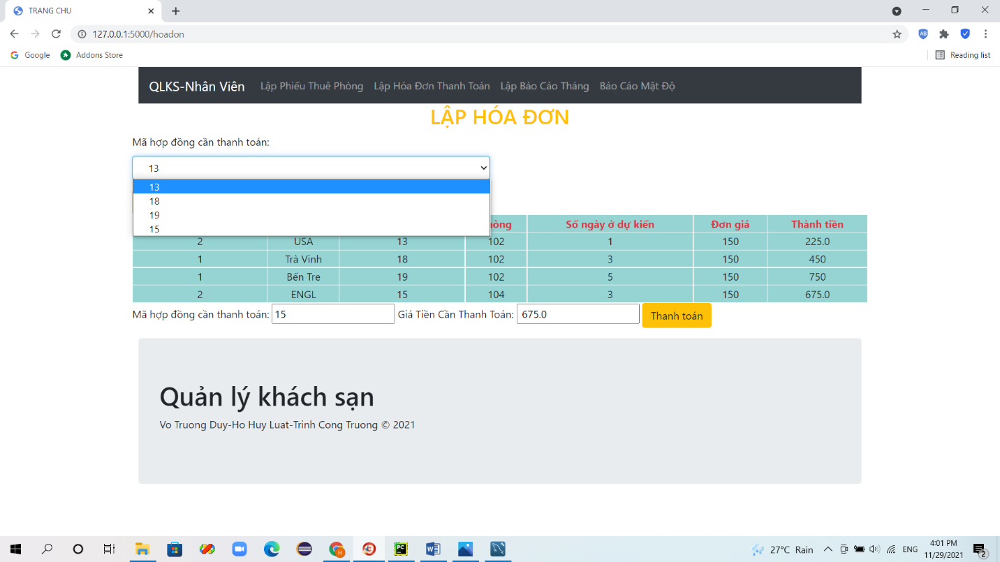 TRANG CHU
127.0.0.1:5000/hoadon
AB
Google Addons Store Reading list
QLKS-Nhân Viên Lập Phiếu Thuê Phòng Lập Hóa Đơn Thanh Toán Lập Báo Cáo Tháng Báo Cáo Mật Độ
LẬP HÓA ĐƠN
Mã hợp đồng cần thanh toán:
13
13
18
19
15
Số ngày ở dự kiến Đơn giá Thành tiền
2 USA 13 102 1 150 225.0
1 Trà Vinh 18 102 3 150 450
1 Bến Tre 19 102 5 150 750
2 ENGL 15 104 3 150 675.0
Mã hợp đồng cần thanh toán: 15 Giá Tiền Cần Thanh Toán: 675.0 Thanh toán
Quản lý khách sạn
Vo Truong Duy-Ho Huy Luat-Trinh Cong Truong © 2021
27°C Rain ENG 4:01 PM
11/29/2021 2